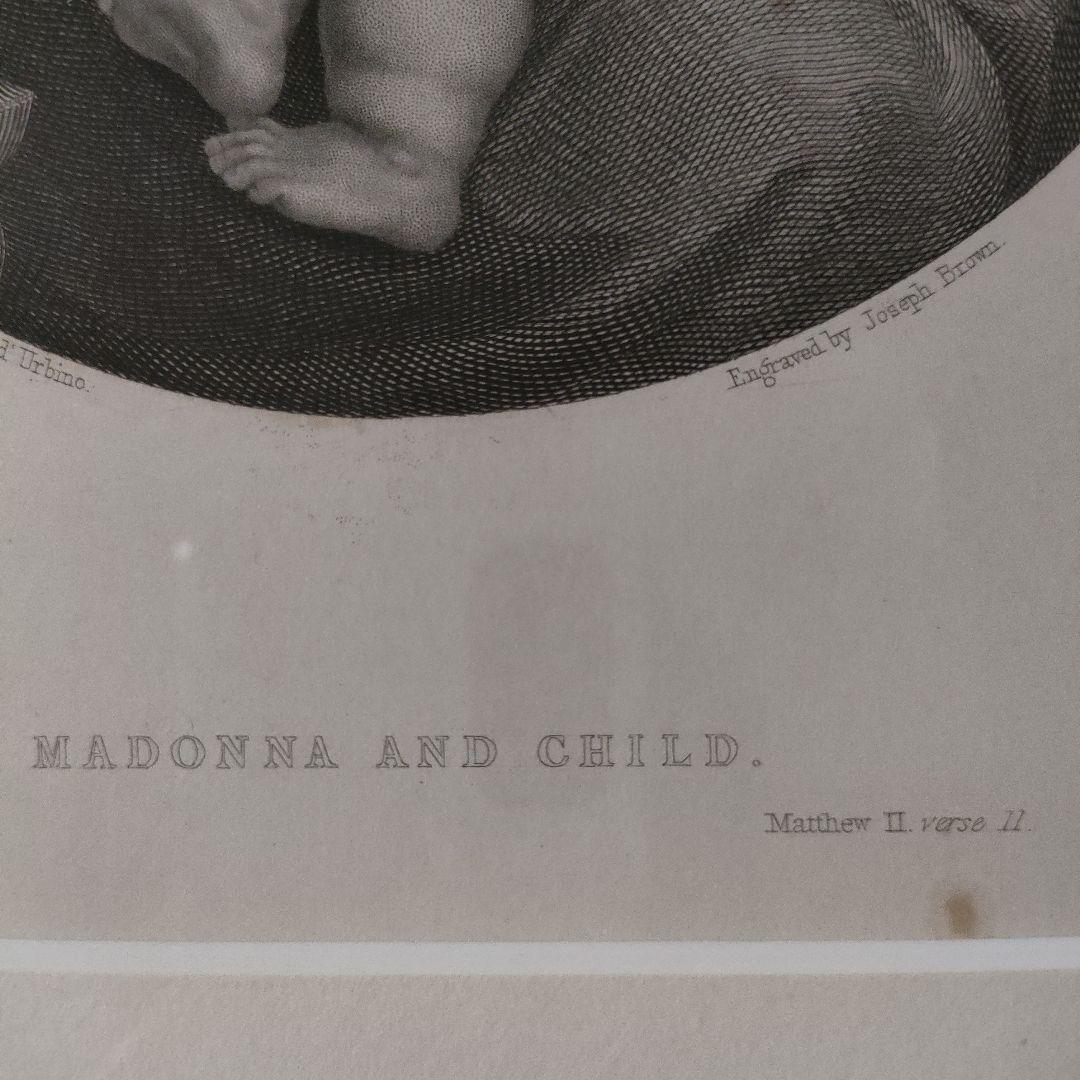 d'Urbino.
Engraved by Joseph Brown.
MADONNA AND CHILD.
Matthew II. verse 11.